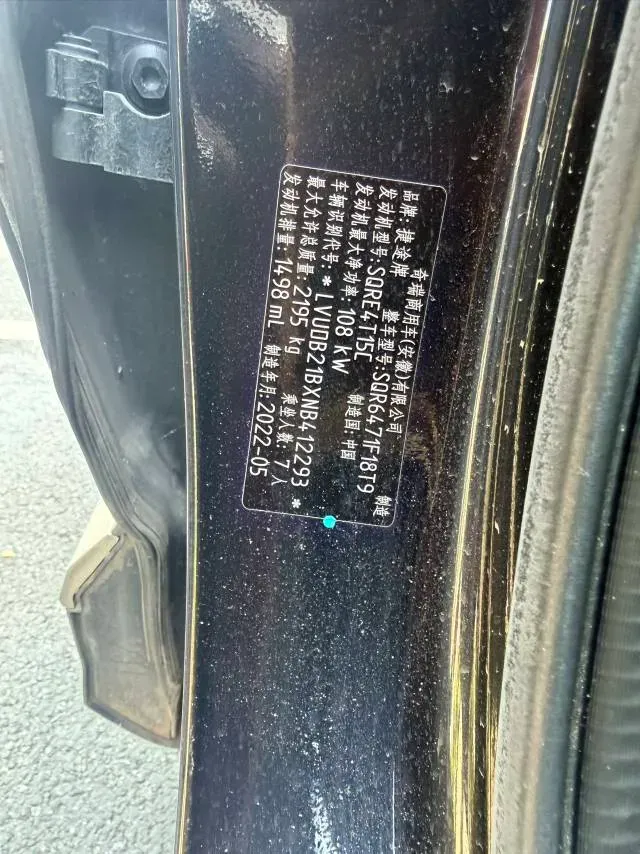 奇瑞商用车(安徽)有限公司 制造
品牌: 捷途牌 整车型号:SQR6471F18T9
发动机型号:SQRE4T15C 制造国:中国
发动机最大净功率: 108 kW
车辆识别代号: * LVUDB21BXNB412293 *
最大允许总质量: 2195 kg 乘坐人数: 7 人
发动机排量: 1498 mL 制造年月: 2022-05